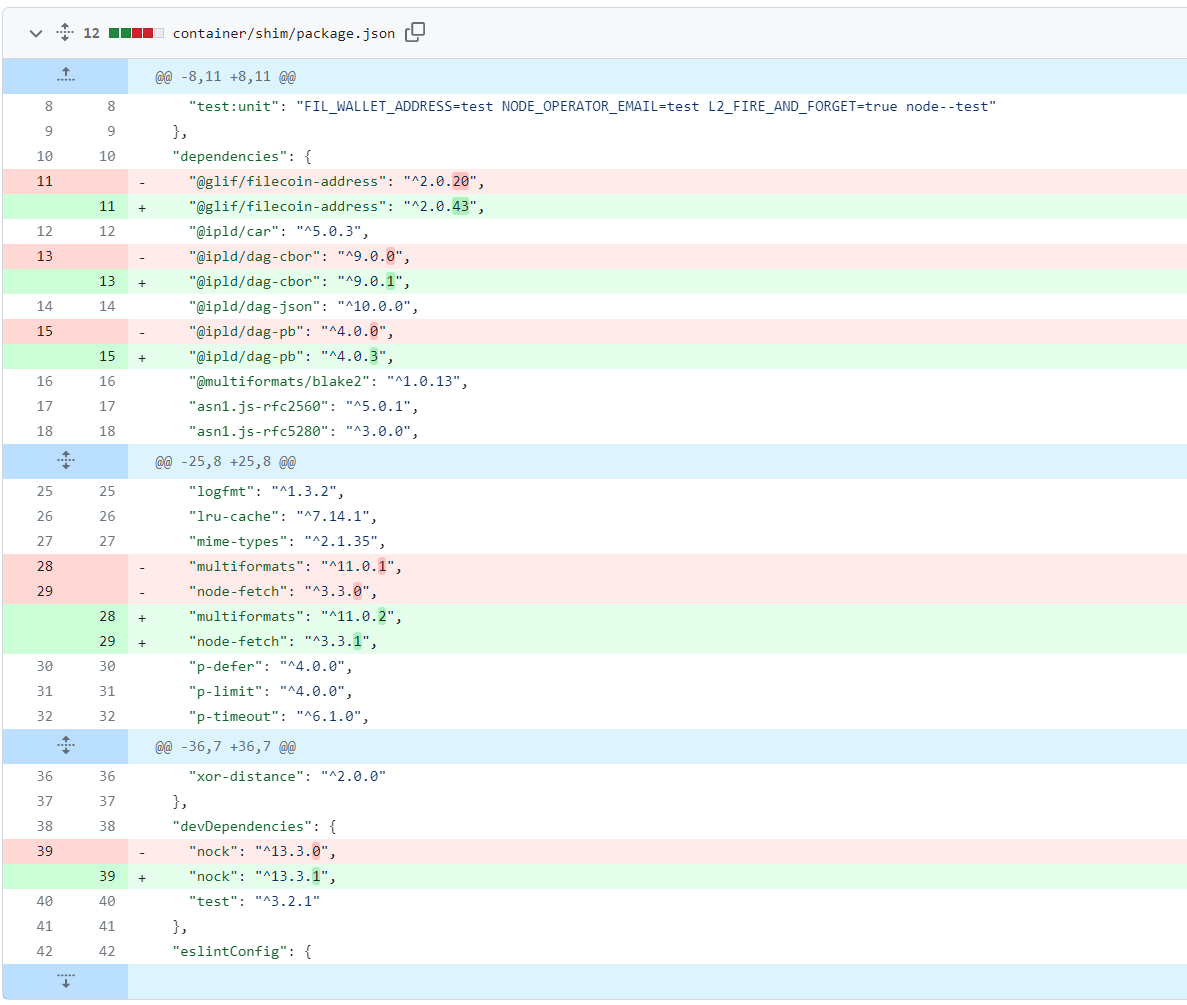 12 container/shim/package.json
@@ -8,11 +8,11 @@
8 8 "test:unit": "FIL_WALLET_ADDRESS=test NODE_OPERATOR_EMAIL=test L2_FIRE_AND_FORGET=true node--test"
9 9 },
10 10 "dependencies": {
11 - "@glif/filecoin-address": "^2.0.20",
11 + "@glif/filecoin-address": "^2.0.43",
12 12 "@ipld/car": "^5.0.3",
13 - "@ipld/dag-cbor": "^9.0.0",
13 + "@ipld/dag-cbor": "^9.0.1",
14 14 "@ipld/dag-json": "^10.0.0",
15 - "@ipld/dag-pb": "^4.0.0",
15 + "@ipld/dag-pb": "^4.0.3",
16 16 "@multiformats/blake2": "^1.0.13",
17 17 "asn1.js-rfc2560": "^5.0.1",
18 18 "asn1.js-rfc5280": "^3.0.0",
@@ -25,8 +25,8 @@
25 25 "logfmt": "^1.3.2",
26 26 "lru-cache": "^7.14.1",
27 27 "mime-types": "^2.1.35",
28 - "multiformats": "^11.0.1",
29 - "node-fetch": "^3.3.0",
28 + "multiformats": "^11.0.2",
29 + "node-fetch": "^3.3.1",
30 30 "p-defer": "^4.0.0",
31 31 "p-limit": "^4.0.0",
32 32 "p-timeout": "^6.1.0",
@@ -36,7 +36,7 @@
36 36 "xor-distance": "^2.0.0"
37 37 },
38 38 "devDependencies": {
39 - "nock": "^13.3.0",
39 + "nock": "^13.3.1",
40 40 "test": "^3.2.1"
41 41 },
42 42 "eslintConfig": {